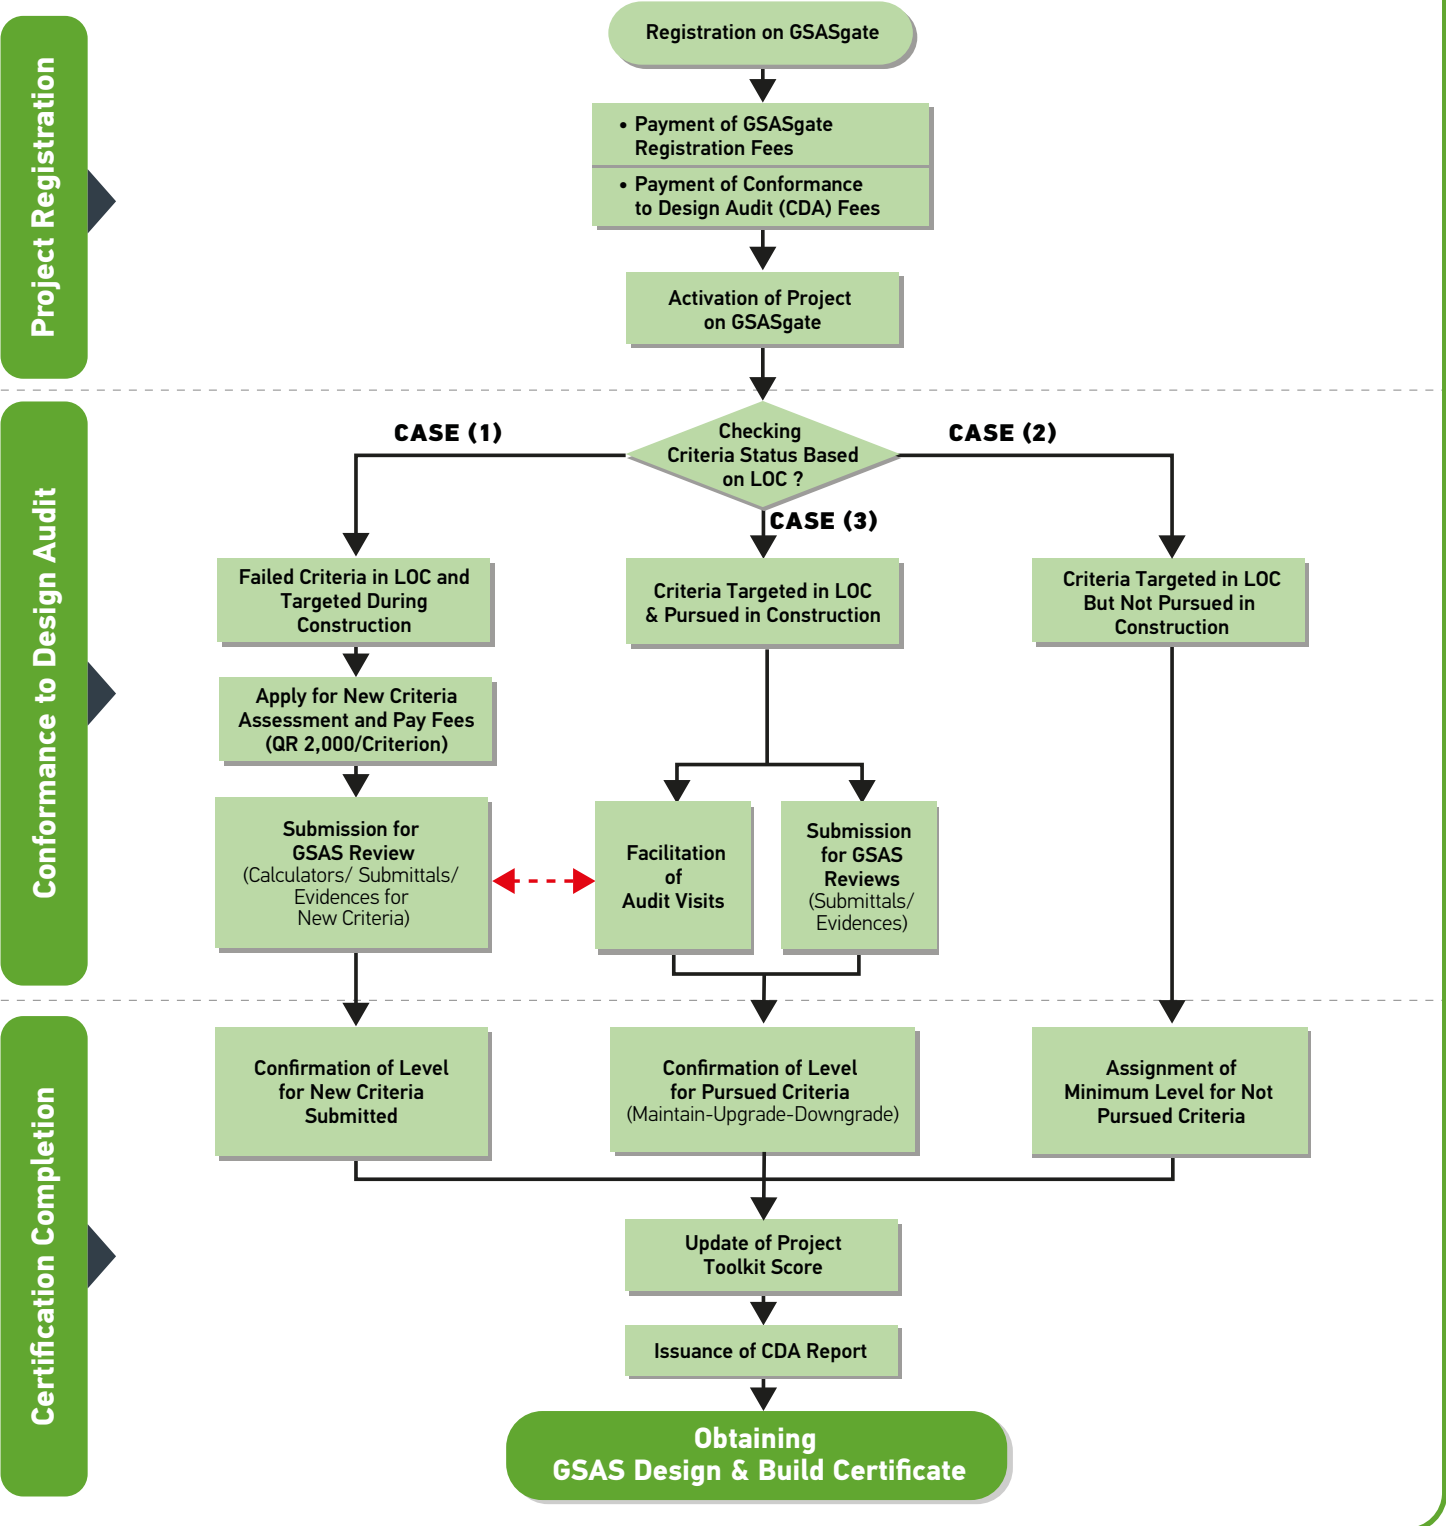 Project Registration
Registration on GSASgate
• Payment of GSASgate
Registration Fees
• Payment of Conformance
to Design Audit (CDA) Fees
Activation of Project
on GSASgate
Conformance to Design Audit
Checking
Criteria Status Based
on LOC ?
CASE (1)
CASE (2)
CASE (3)
Failed Criteria in LOC and
Targeted During
Construction
Criteria Targeted in LOC
& Pursued in Construction
Criteria Targeted in LOC
But Not Pursued in
Construction
Apply for New Criteria
Assessment and Pay Fees
(QR 2,000/Criterion)
Submission for
GSAS Review
(Calculators/ Submittals/
Evidences for
New Criteria)
Facilitation
of
Audit Visits
Submission
for GSAS
Reviews
(Submittals/
Evidences)
Certification Completion
Confirmation of Level
for New Criteria
Submitted
Confirmation of Level
for Pursued Criteria
(Maintain-Upgrade-Downgrade)
Assignment of
Minimum Level for Not
Pursued Criteria
Update of Project
Toolkit Score
Issuance of CDA Report
Obtaining
GSAS Design & Build Certificate